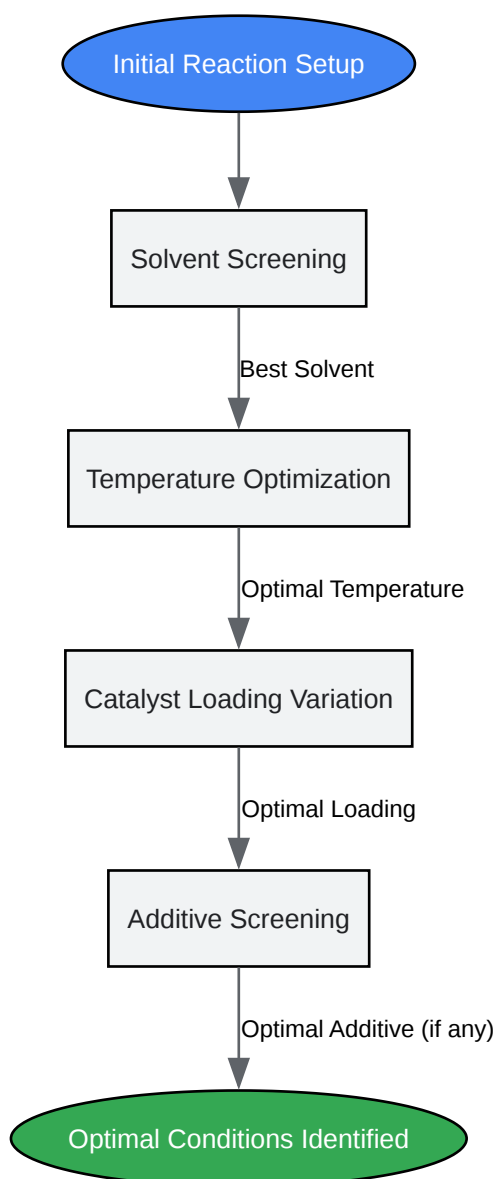 Initial Reaction Setup
Solvent Screening
Best Solvent
Temperature Optimization
Optimal Temperature
Catalyst Loading Variation
Optimal Loading
Additive Screening
Optimal Additive (if any)
Optimal Conditions Identified